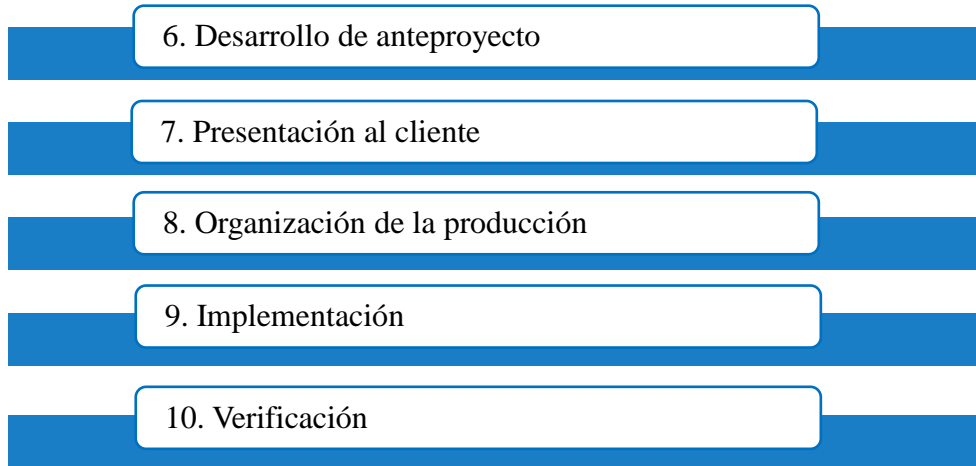 6. Desarrollo de anteproyecto
7. Presentación al cliente
8. Organización de la producción
9. Implementación
10. Verificación